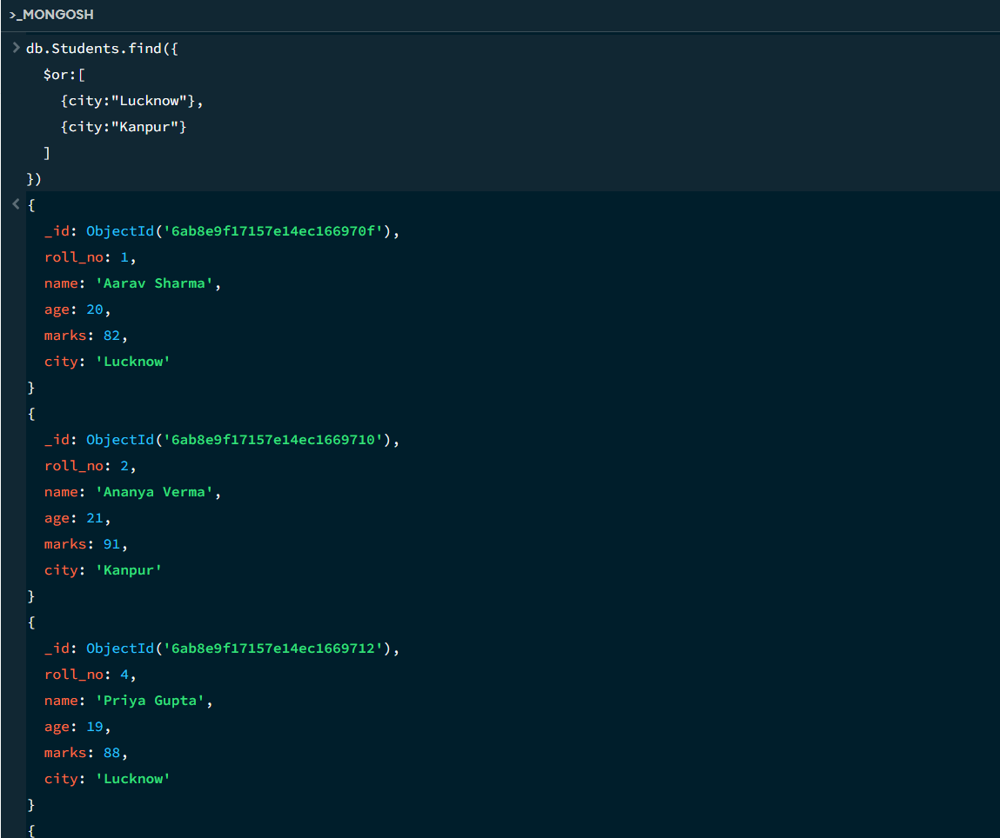 >_MONGOSH
> db.Students.find({
$or:[
{city:"Lucknow"},
{city:"Kanpur"}
]
})
< {
_id: ObjectId('6ab8e9f17157e14ec166970f'),
roll_no: 1,
name: 'Aarav Sharma',
age: 20,
marks: 82,
city: 'Lucknow'
}
{
_id: ObjectId('6ab8e9f17157e14ec1669710'),
roll_no: 2,
name: 'Ananya Verma',
age: 21,
marks: 91,
city: 'Kanpur'
}
{
_id: ObjectId('6ab8e9f17157e14ec1669712'),
roll_no: 4,
name: 'Priya Gupta',
age: 19,
marks: 88,
city: 'Lucknow'
}
{